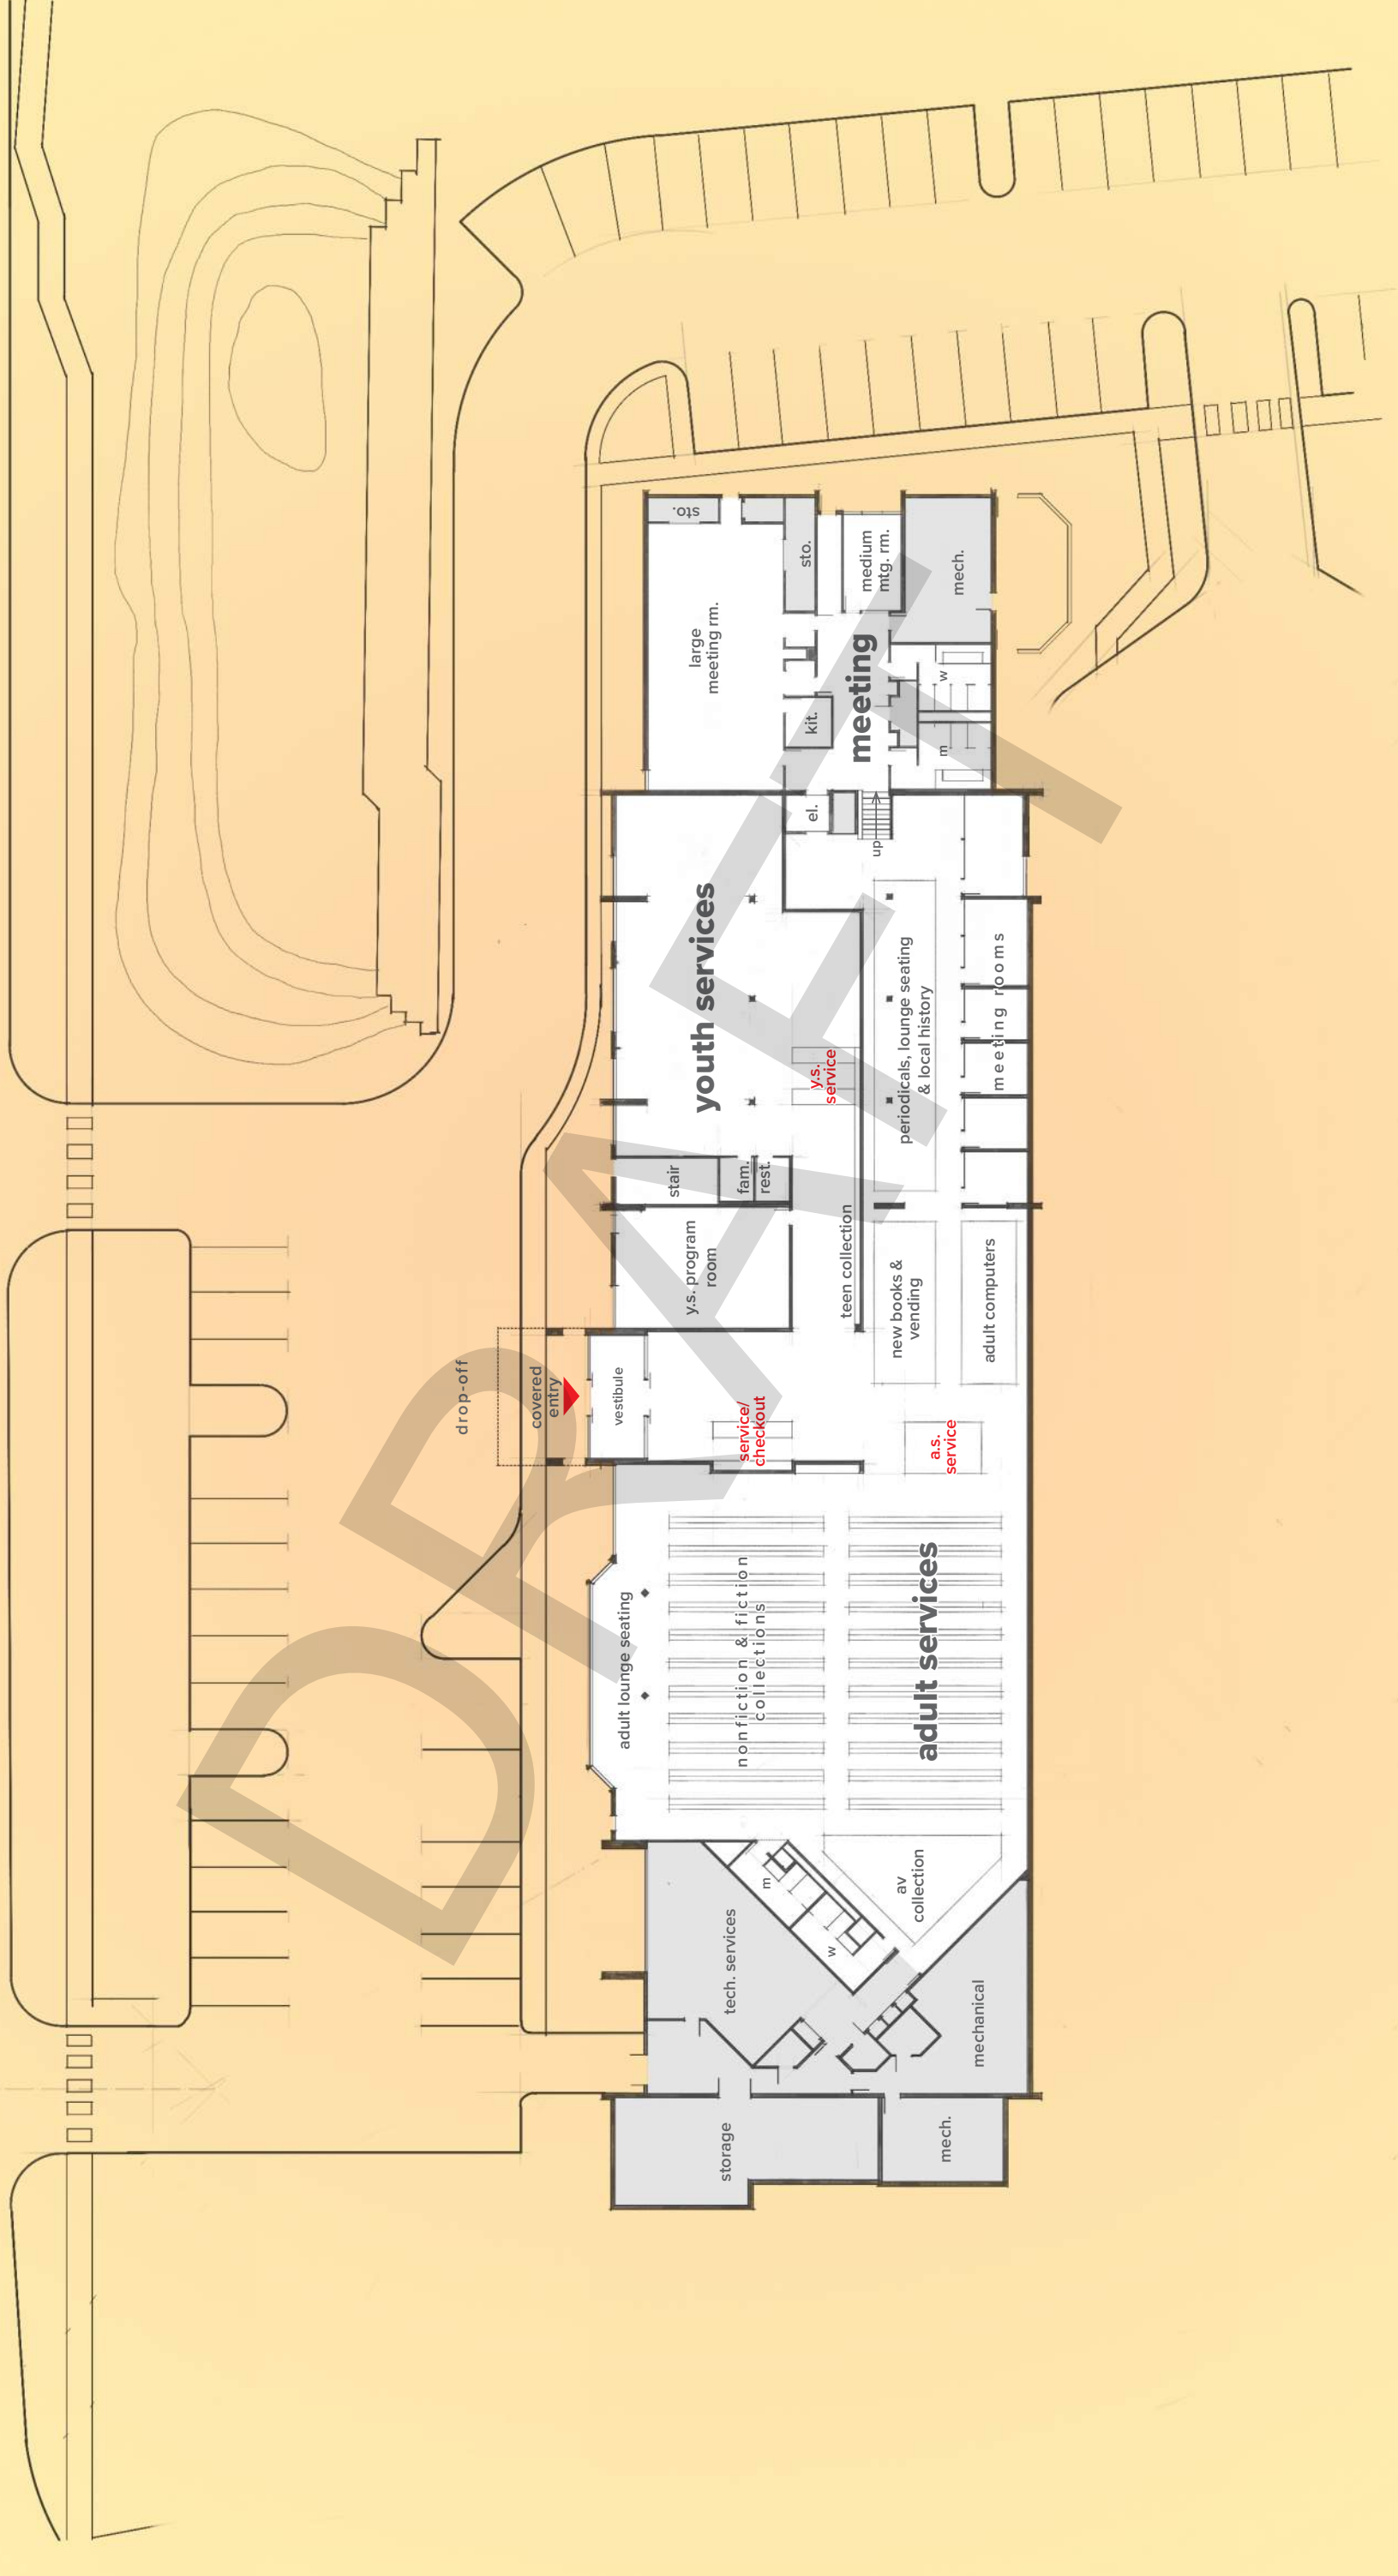 DRAFT
drop-off
covered
entry
vestibule
service/
checkout
a.s.
service
adult lounge seating
nonfiction & fiction
collections
adult services
av
collection
m
w
tech. services
mechanical
storage
mech.
y.s. program
room
stair
fam.
rest.
teen collection
new books &
vending
adult computers
youth services
y.s.
service
periodicals, lounge seating
& local history
meeting rooms
el.
up
large
meeting rm.
sto.
sto.
kit.
meeting
medium
mtg. rm.
mech.
m
w